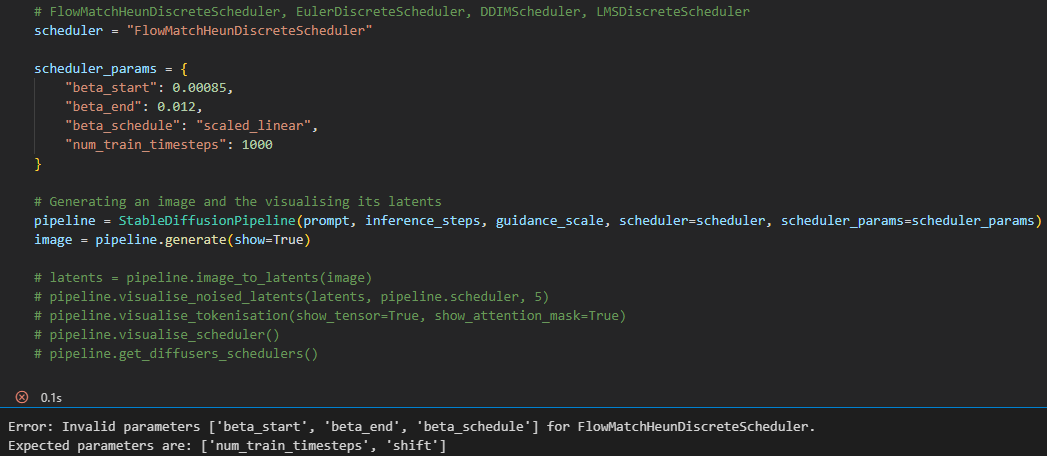 # FlowMatchHeunDiscreteScheduler, EulerDiscreteScheduler, DDIMScheduler, LMSDiscreteScheduler
scheduler = "FlowMatchHeunDiscreteScheduler"
scheduler_params = {
    "beta_start": 0.00085,
    "beta_end": 0.012,
    "beta_schedule": "scaled_linear",
    "num_train_timesteps": 1000
}
# Generating an image and the visualising its latents
pipeline = StableDiffusionPipeline(prompt, inference_steps, guidance_scale, scheduler=scheduler, scheduler_params=scheduler_params)
image = pipeline.generate(show=True)
# latents = pipeline.image_to_latents(image)
# pipeline.visualise_noised_latents(latents, pipeline.scheduler, 5)
# pipeline.visualise_tokenisation(show_tensor=True, show_attention_mask=True)
# pipeline.visualise_scheduler()
# pipeline.get_diffusers_schedulers()
0.1s
Error: Invalid parameters ['beta_start', 'beta_end', 'beta_schedule'] for FlowMatchHeunDiscreteScheduler.
Expected parameters are: ['num_train_timesteps', 'shift']